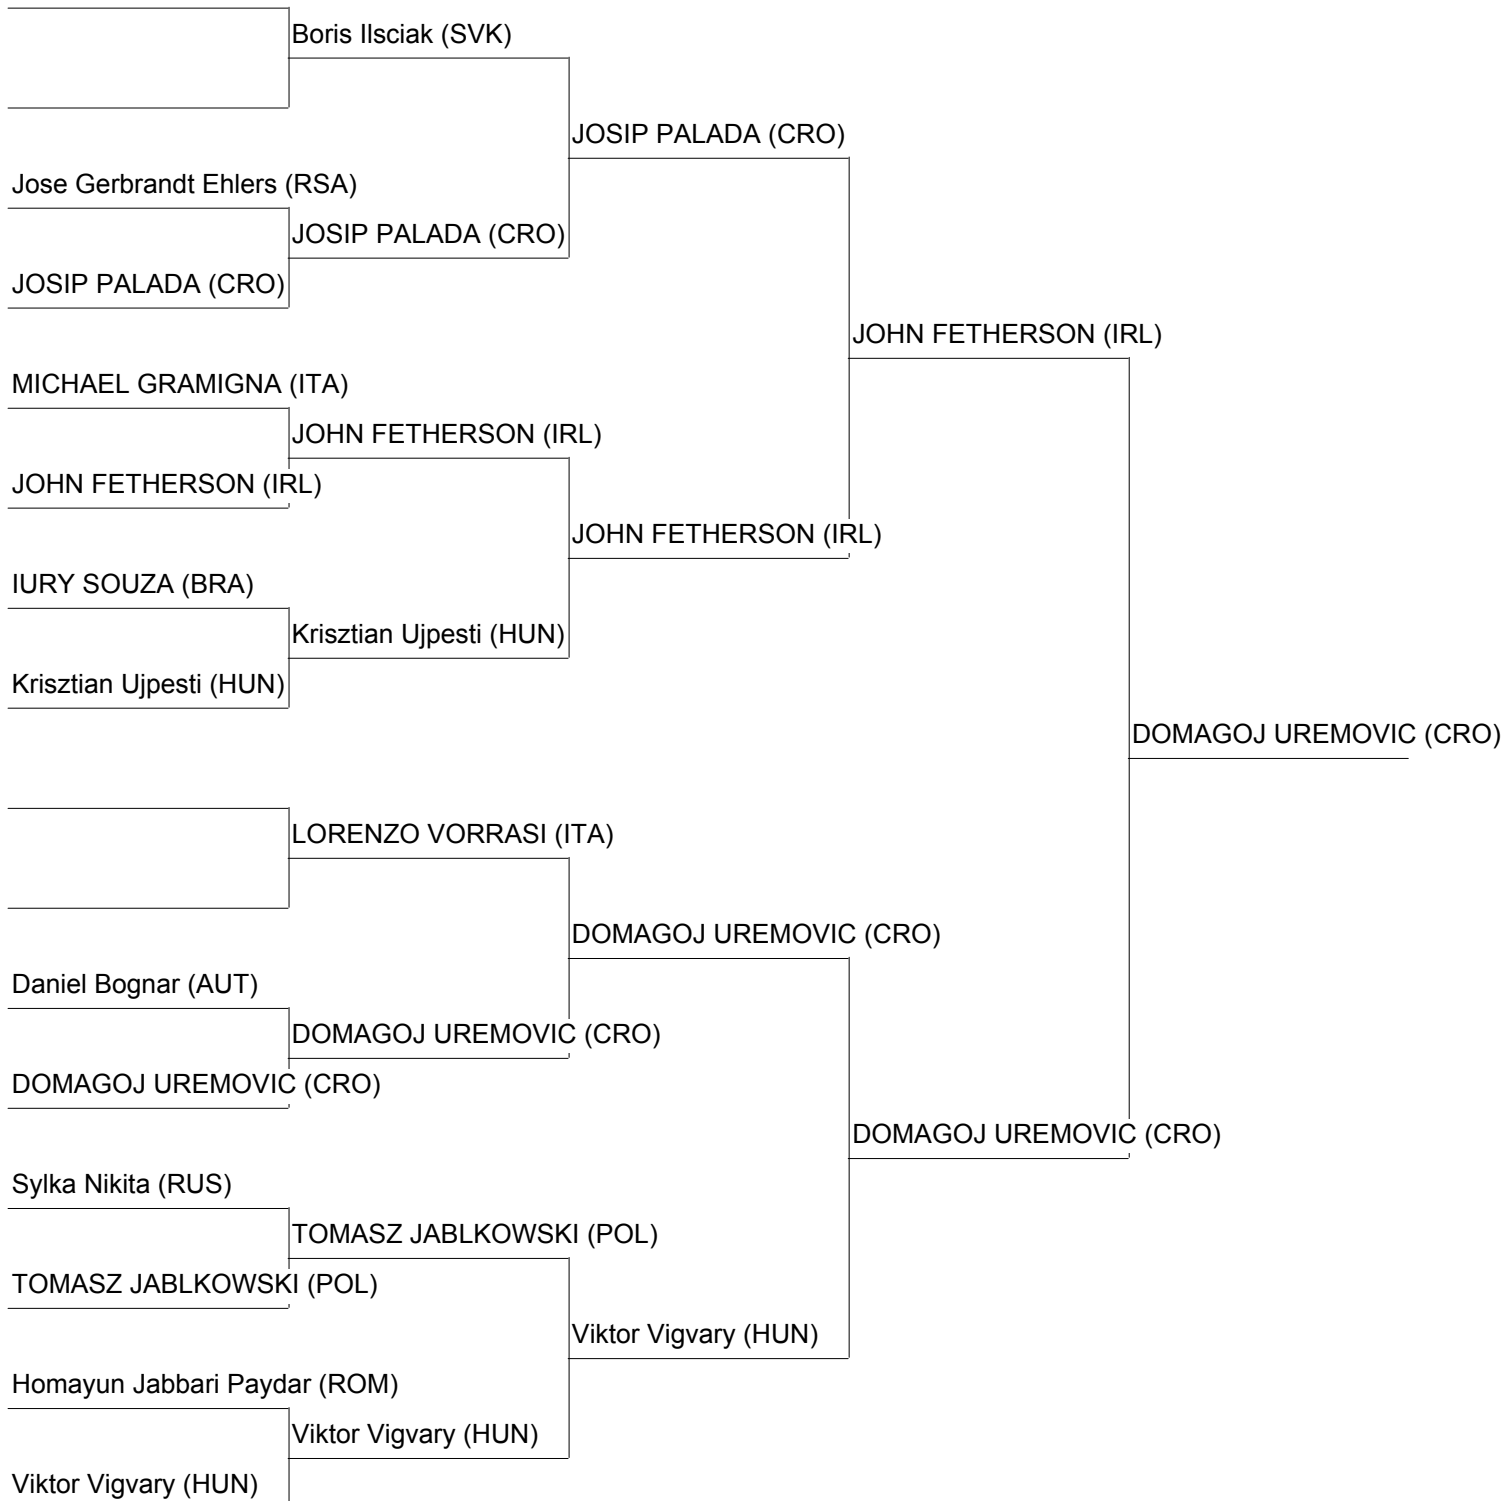 Boris Ilsciak (SVK)
JOSIP PALADA (CRO)
Jose Gerbrandt Ehlers (RSA)
JOSIP PALADA (CRO)
JOSIP PALADA (CRO)
JOHN FETHERSON (IRL)
MICHAEL GRAMIGNA (ITA)
JOHN FETHERSON (IRL)
JOHN FETHERSON (IRL)
JOHN FETHERSON (IRL)
IURY SOUZA (BRA)
Krisztian Ujpesti (HUN)
Krisztian Ujpesti (HUN)
DOMAGOJ UREMOVIC (CRO)
LORENZO VORRASI (ITA)
DOMAGOJ UREMOVIC (CRO)
Daniel Bognar (AUT)
DOMAGOJ UREMOVIC (CRO)
DOMAGOJ UREMOVIC (CRO)
DOMAGOJ UREMOVIC (CRO)
Sylka Nikita (RUS)
TOMASZ JABLKOWSKI (POL)
TOMASZ JABLKOWSKI (POL)
Viktor Vigvary (HUN)
Homayun Jabbari Paydar (ROM)
Viktor Vigvary (HUN)
Viktor Vigvary (HUN)